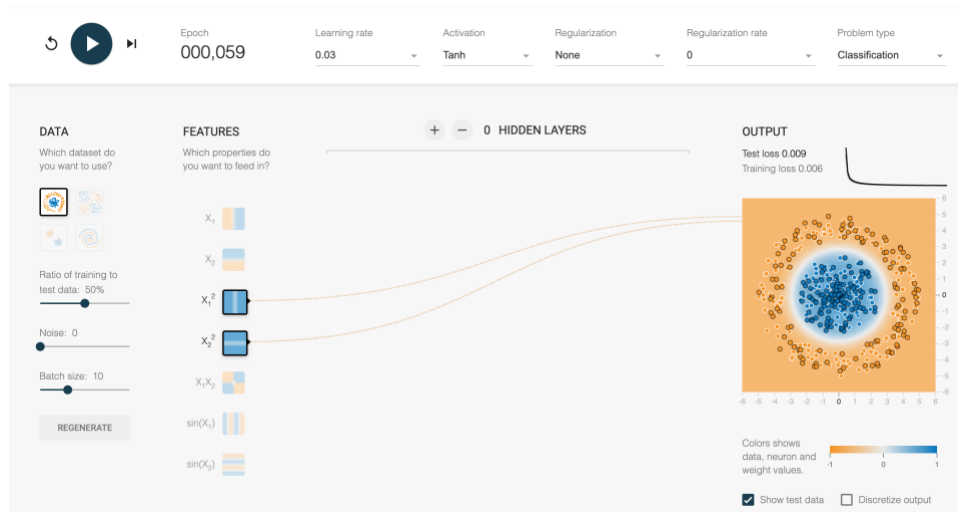 Epoch
000,059
Learning rate
0.03
Activation
Tanh
Regularization
None
Regularization rate
0
Problem type
Classification
DATA
Which dataset do
you want to use?
Ratio of training to
test data: 50%
Noise: 0
Batch size: 10
REGENERATE
FEATURES
Which properties do
you want to feed in?
X₁
X₂
X₁²
X₂²
X₁X₂
sin(X₁)
sin(X₂)
+ − 0 HIDDEN LAYERS
OUTPUT
Test loss 0.009
Training loss 0.006
6
5
4
3
2
1
0
-1
-2
-3
-4
-5
-6
-6 -5 -4 -3 -2 -1 0 1 2 3 4 5 6
Colors shows
data, neuron and
weight values.
-1 0 1
Show test data
Discretize output